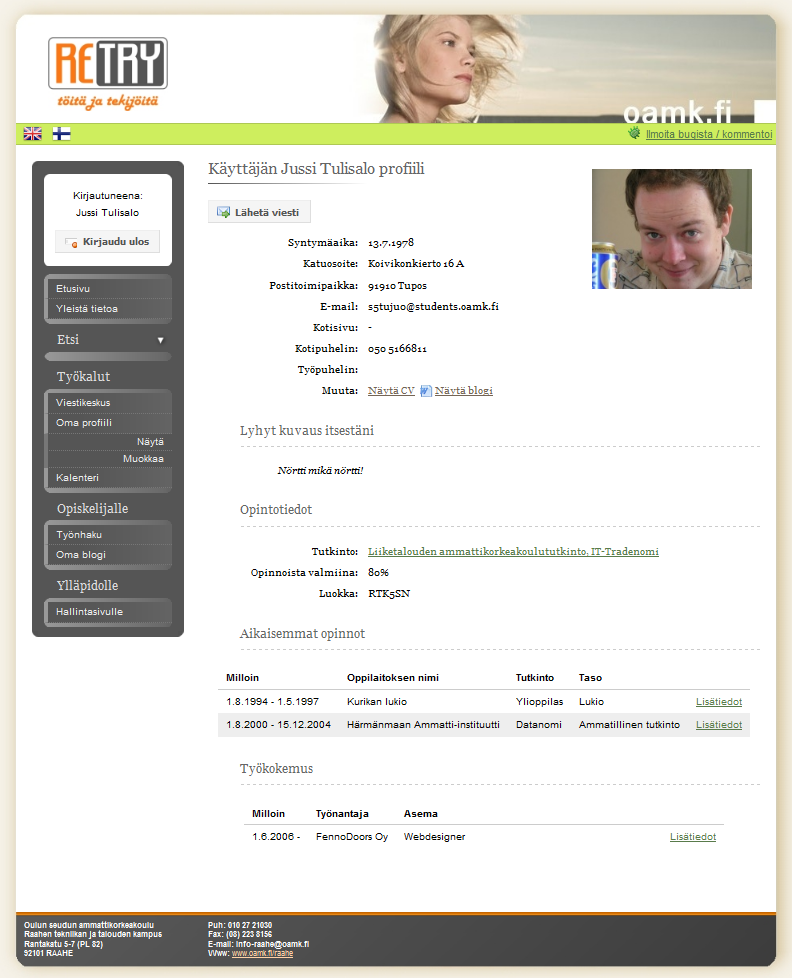 RETRY
töitä ja tekijöitä
oamk.fi
Ilmoita bugista / kommentoi
Kirjautuneena:
Jussi Tulisalo
Kirjaudu ulos
Etusivu
Yleistä tietoa
Etsi
Työkalut
Viestikeskus
Oma profiili
Näytä
Muokkaa
Kalenteri
Opiskelijalle
Työnhaku
Oma blogi
Ylläpidolle
Hallintasivulle
Käyttäjän Jussi Tulisalo profiili
Lähetä viesti
Syntymäaika: 13.7.1978
Katuosoite: Koivikonkierto 16 A
Postitoimipaikka: 91910 Tupos
E-mail: s5tujuo@students.oamk.fi
Kotisivu: -
Kotipuhelin: 050 5166811
Työpuhelin:
Muuta: Näytä CV Näytä blogi
Lyhyt kuvaus itsestäni
Nörtti mikä nörtti!
Opintotiedot
Tutkinto: Liiketalouden ammattikorkeakoulututkinto, IT-Tradenomi
Opinnoista valmiina: 80%
Luokka: RTK5SN
Aikaisemmat opinnot
Milloin Oppilaitoksen nimi Tutkinto Taso
1.8.1994 - 1.5.1997 Kurikan lukio Ylioppilas Lukio Lisätiedot
1.8.2000 - 15.12.2004 Härmänmaan Ammatti-instituutti Datanomi Ammatillinen tutkinto Lisätiedot
Työkokemus
Milloin Työnantaja Asema
1.6.2006 - FennoDoors Oy Webdesigner Lisätiedot
Oulun seudun ammattikorkeakoulu
Raahen tekniikan ja talouden kampus
Rantakatu 5-7 (PL 82)
92101 RAAHE
Puh: 010 27 21030
Fax: (08) 223 8156
E-mail: info-raahe@oamk.fi
Www: www.oamk.fi/raahe